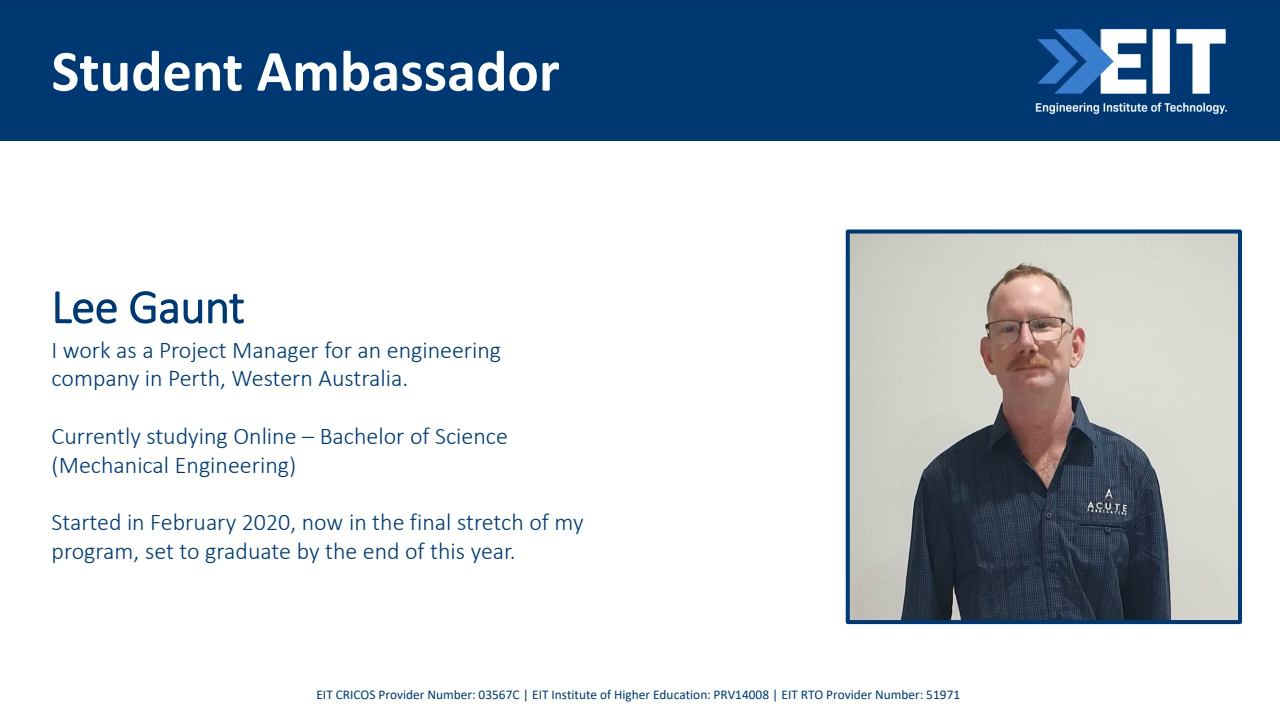 Student Ambassador
EIT
Engineering Institute of Technology.
Lee Gaunt
I work as a Project Manager for an engineering
company in Perth, Western Australia.
Currently studying Online – Bachelor of Science
(Mechanical Engineering)
Started in February 2020, now in the final stretch of my
program, set to graduate by the end of this year.
ACUTE
EIT CRICOS Provider Number: 03567C | EIT Institute of Higher Education: PRV14008 | EIT RTO Provider Number: 51971